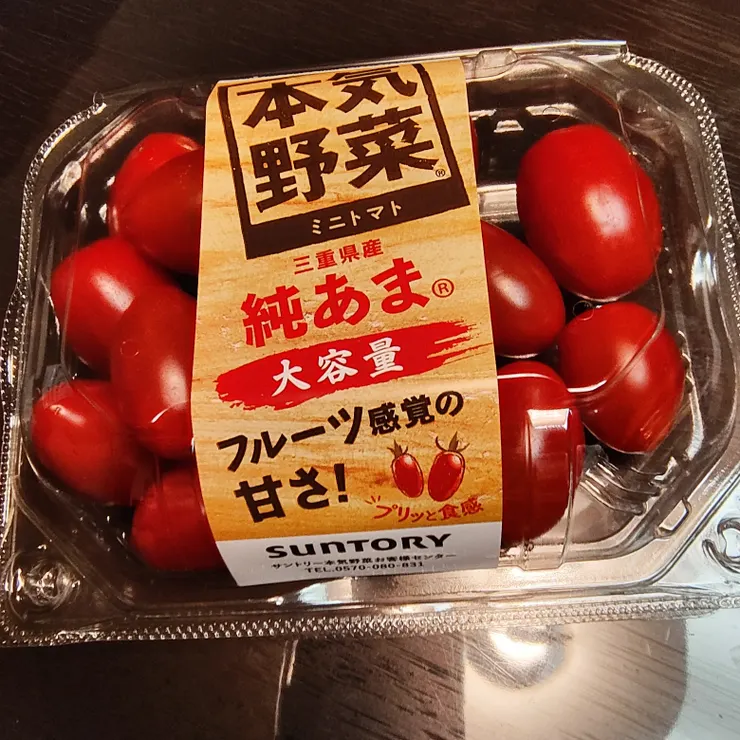 本気
野菜®
ミニトマト
三重県産
純あま®
大容量
フルーツ感覚の
甘さ!
プリッと食感
SUNTORY
サントリー本気野菜お客様センター
TEL.0570-080-831